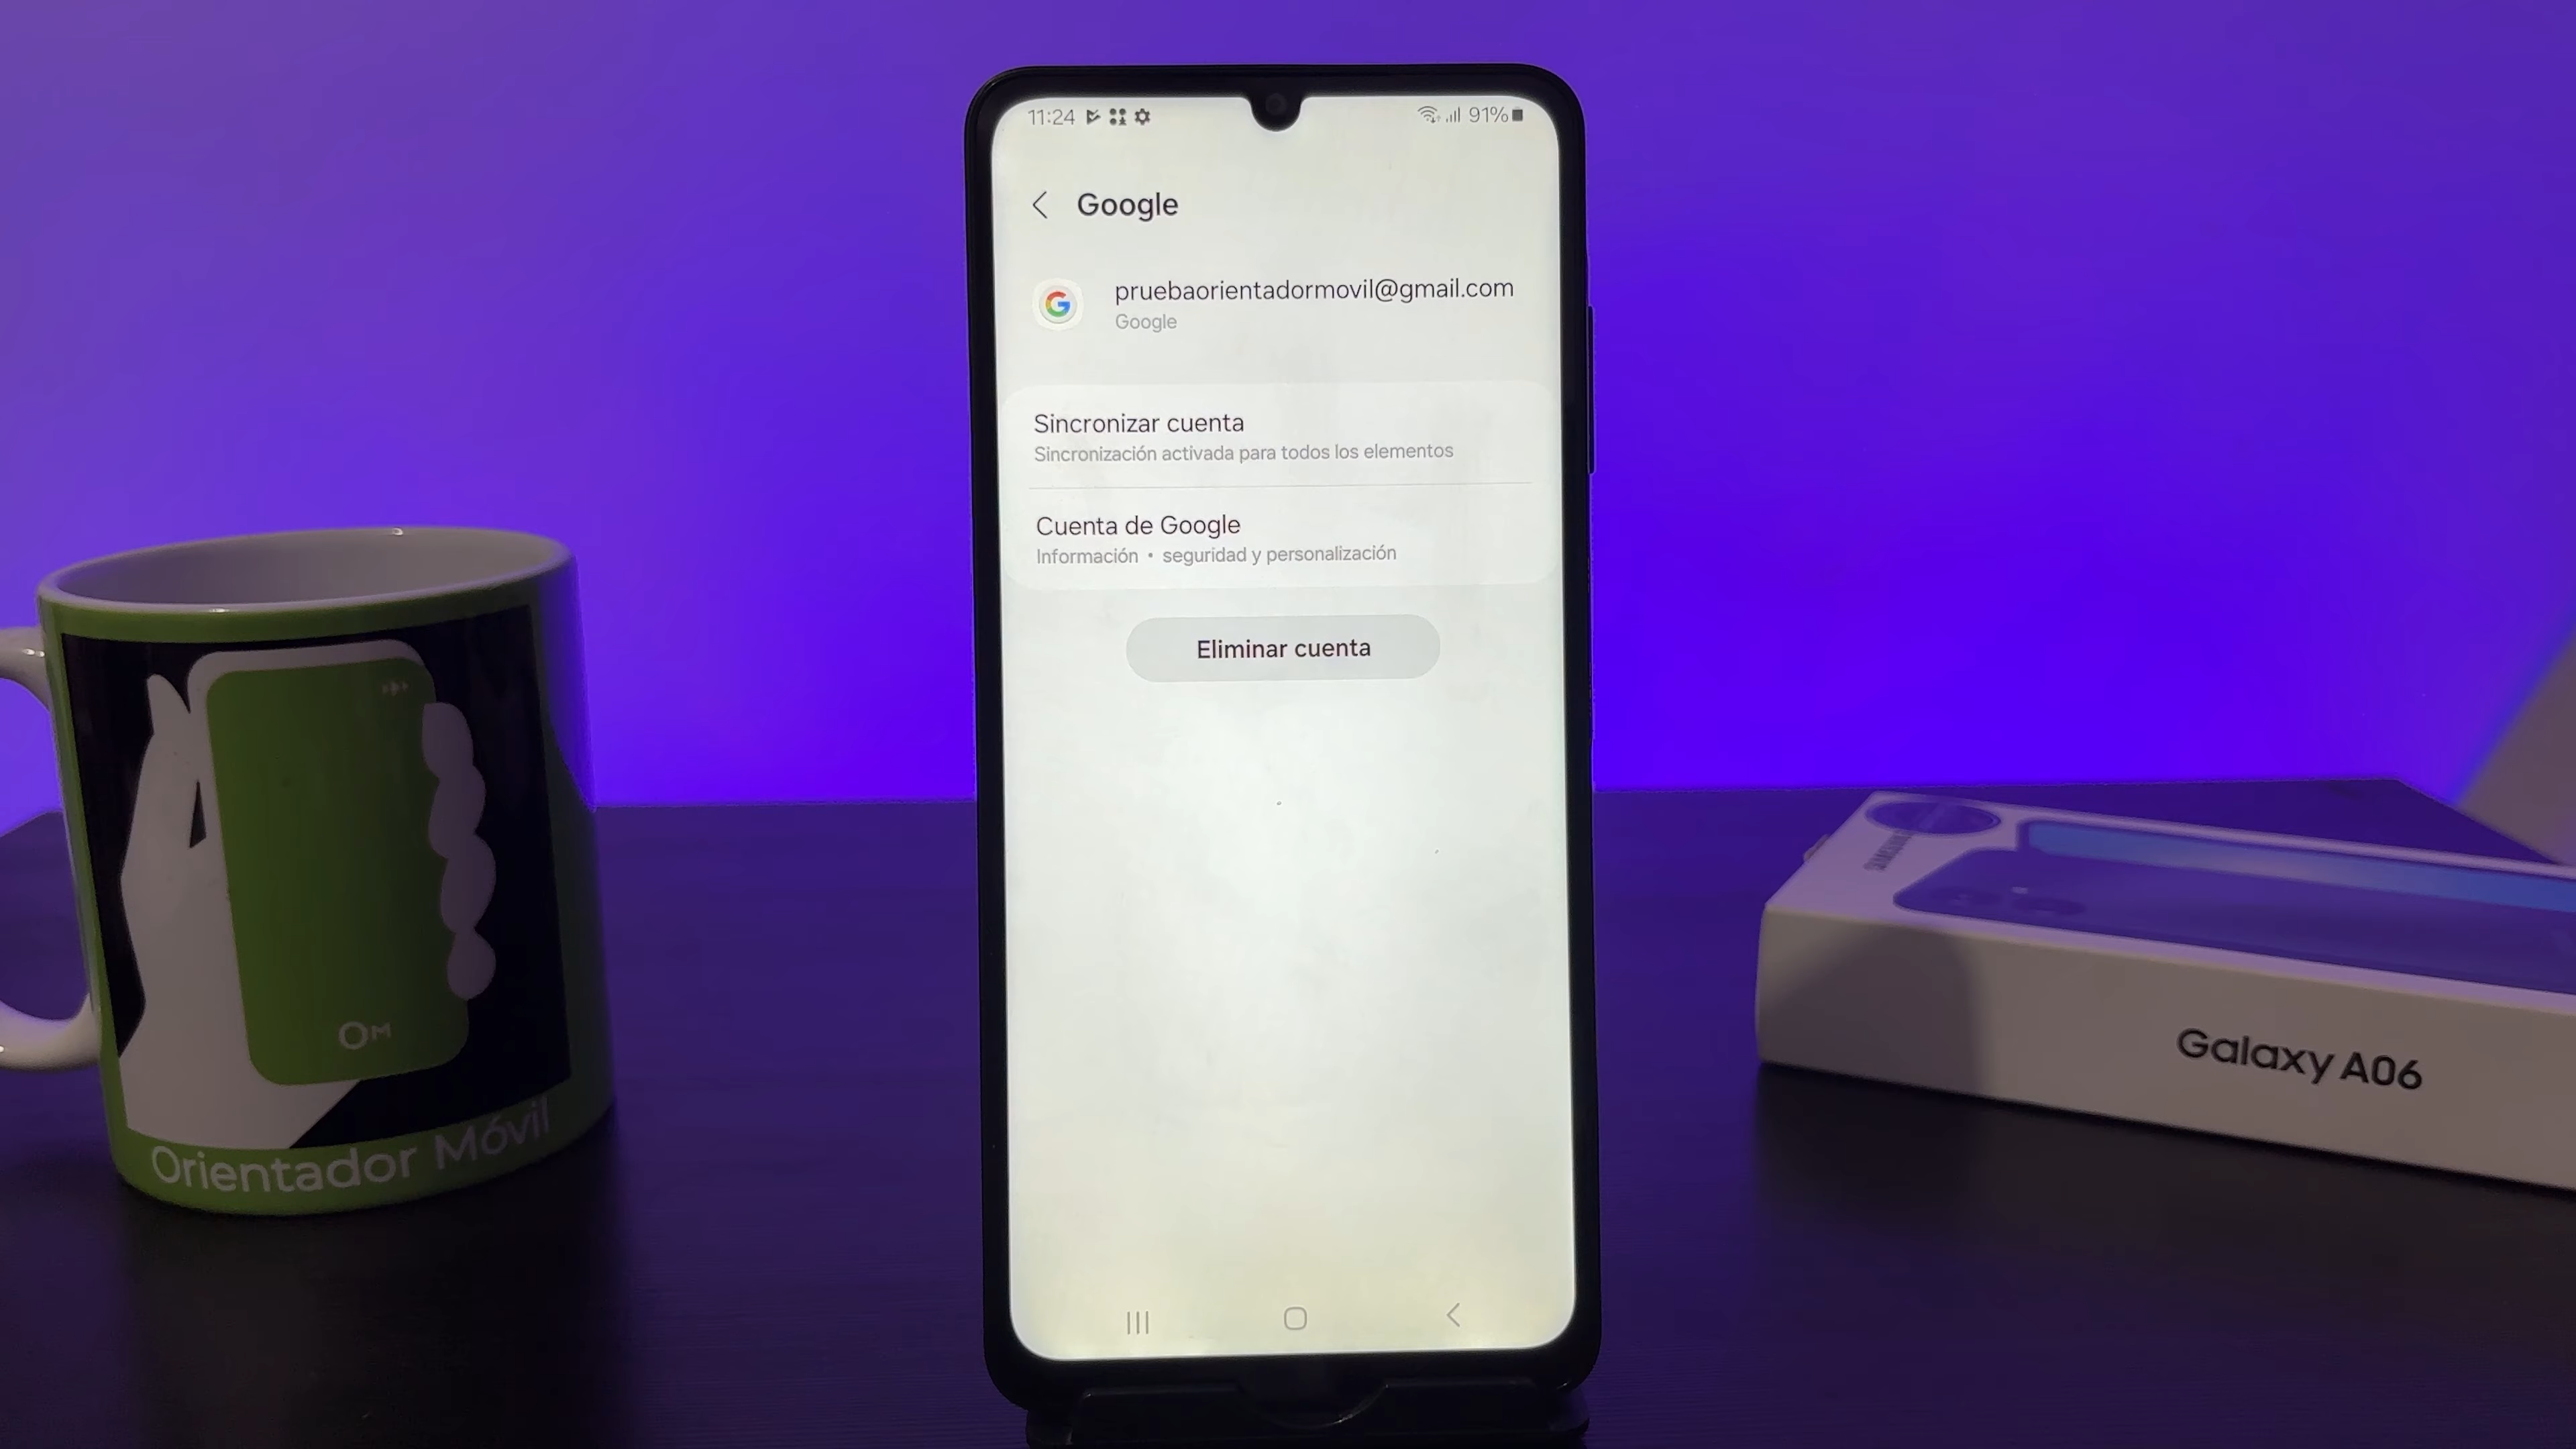 11:24
91%
Google
pruebaorientadormovil@gmail.com
Google
Sincronizar cuenta
Sincronización activada para todos los elementos
Cuenta de Google
Información • seguridad y personalización
Eliminar cuenta
OM
Orientador Móvil
Galaxy A06